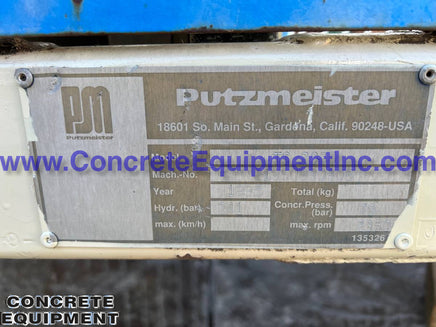 PM
Putzmeister
Putzmeister
18601 So. Main St., Gardena, Calif. 90248-USA
www.ConcreteEquipmentInc.com
Mach.-No.
Year Total (kg)
Hydr. (bar) Concr.Press. (bar)
max. (km/h) max. rpm
135326
CONCRETE
EQUIPMENT